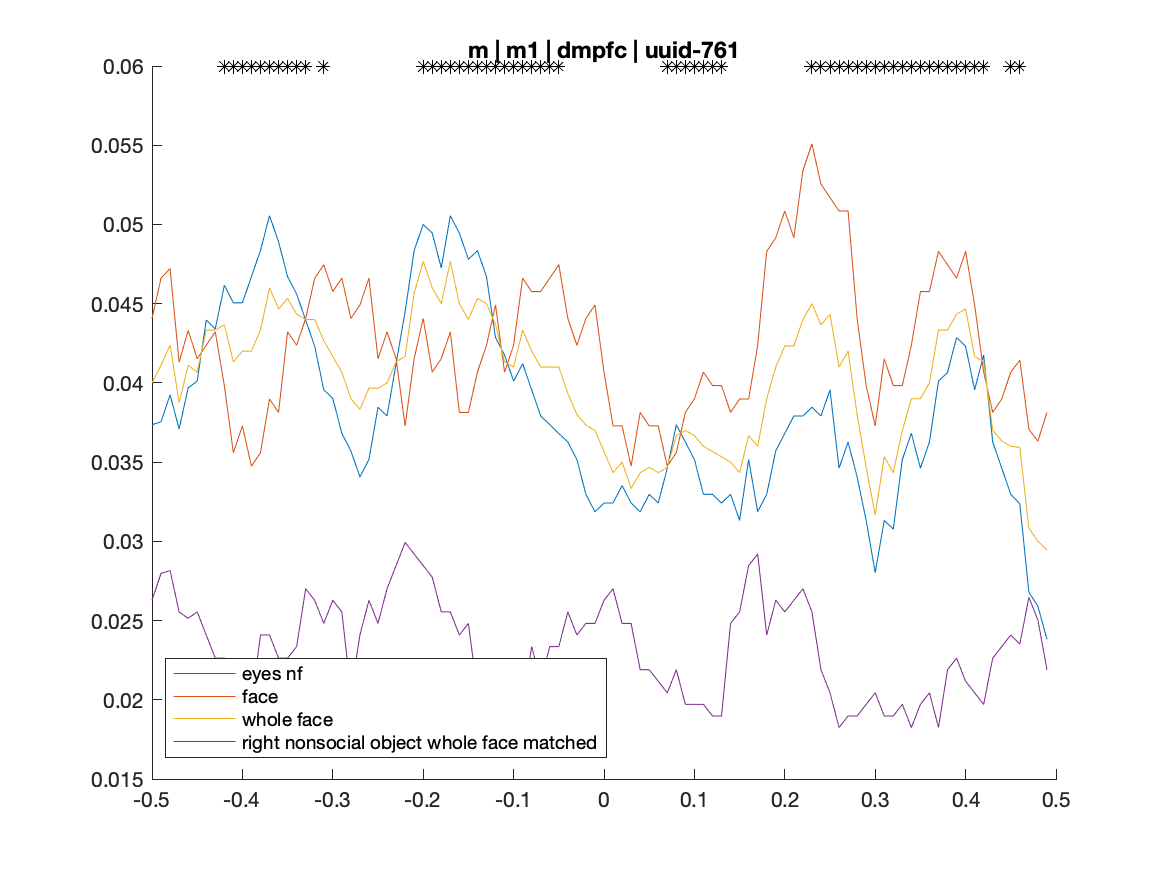 m | m1 | dmpfc | uuid-761
0.06
0.055
0.05
0.045
0.04
0.035
0.03
0.025
0.02
0.015
eyes nf
face
whole face
right nonsocial object whole face matched
-0.5 -0.4 -0.3 -0.2 -0.1 0 0.1 0.2 0.3 0.4 0.5